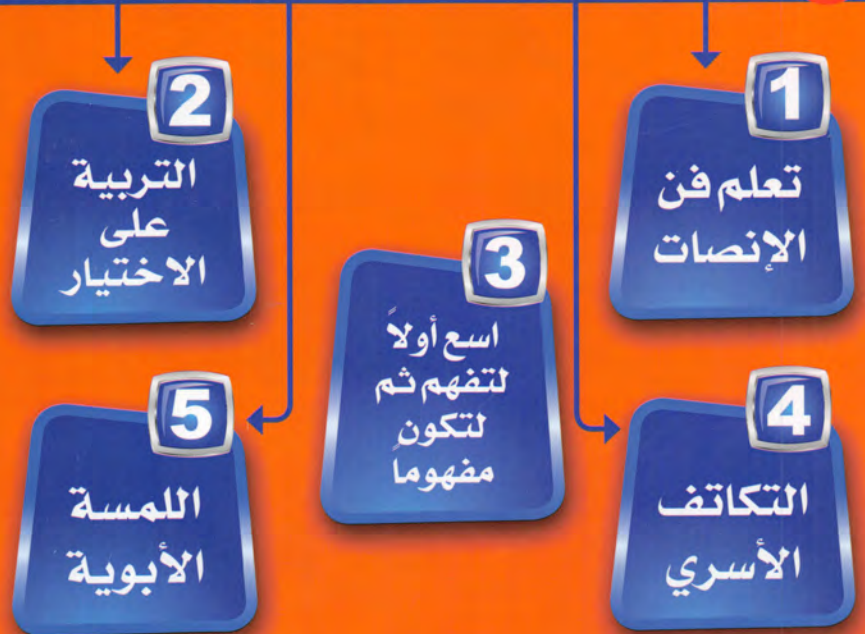 1
تعلم فن
الإنصات
2
التربية
على
الاختيار
3
اسع أولاً
لتفهم ثم
لتكون
مفهوماً
4
التكاتف
الأسري
5
اللمسة
الأبوية